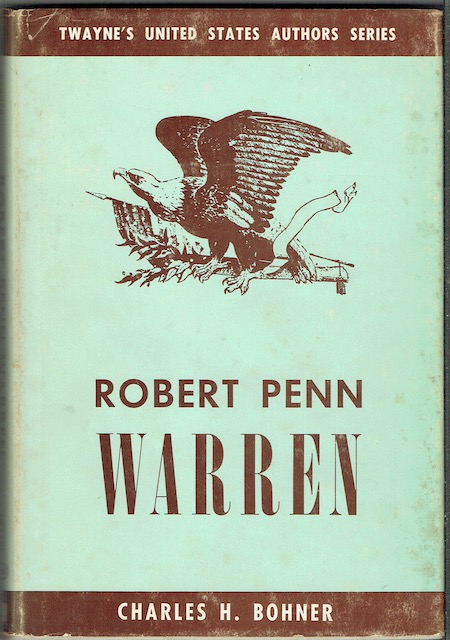 TWAYNE'S UNITED STATES AUTHORS SERIES
ROBERT PENN
WARREN
CHARLES H. BOHNER